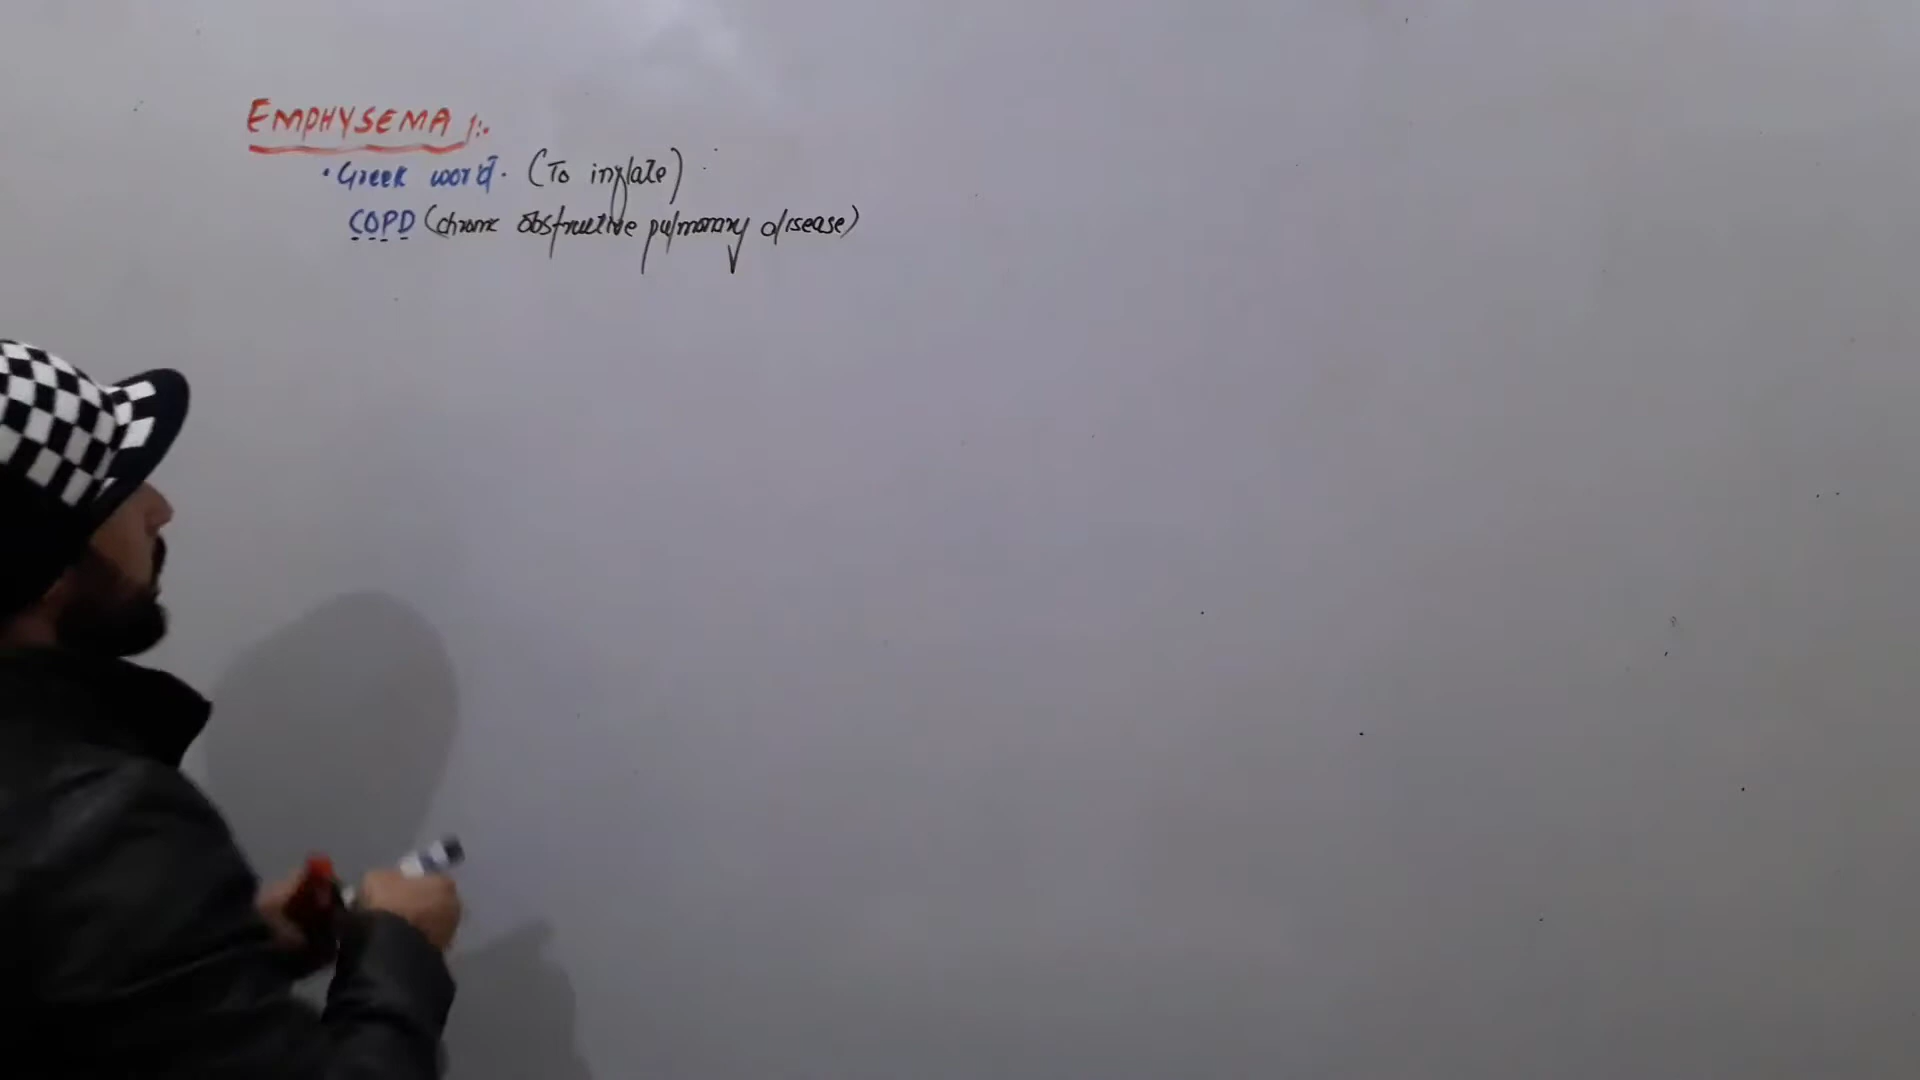 EMPHYSEMA :-
· Greek word. (To inflate)
COPD (chronic obstructive pulmonary disease)